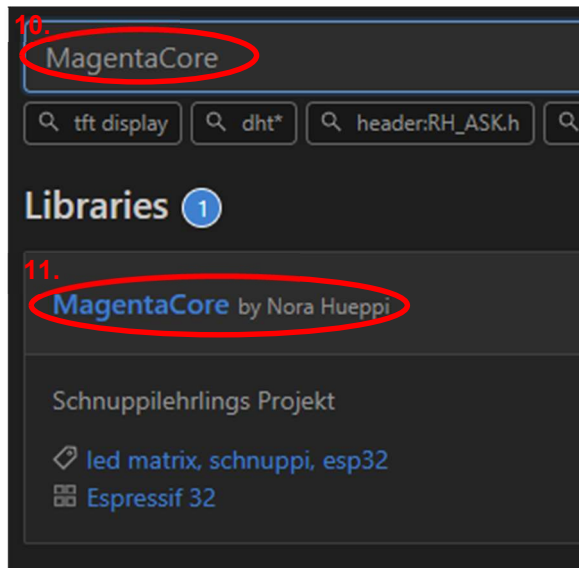 10.
MagentaCore
tft display dht* header:RH_ASK.h
Libraries 1
11.
MagentaCore by Nora Hueppi
Schnuppilehrlings Projekt
led matrix, schnuppi, esp32
Espressif 32